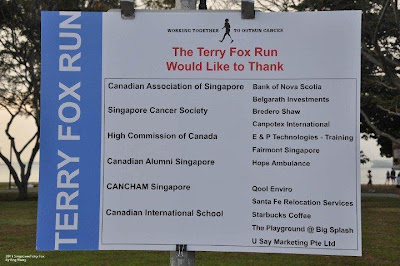 TERRY FOX RUN
WORKING TOGETHER TO OUTRUN CANCER
The Terry Fox Run
Would Like to Thank
Canadian Association of Singapore
Singapore Cancer Society
High Commission of Canada
Canadian Alumni Singapore
CANCHAM Singapore
Canadian International School
Bank of Nova Scotia
Belgarath Investments
Bredero Shaw
Canpotex International
E & P Technologies - Training
Fairmont Singapore
Hope Ambulance
Qool Enviro
Santa Fe Relocation Services
Starbucks Coffee
The Playground @ Big Splash
U Say Marketing Pte Ltd